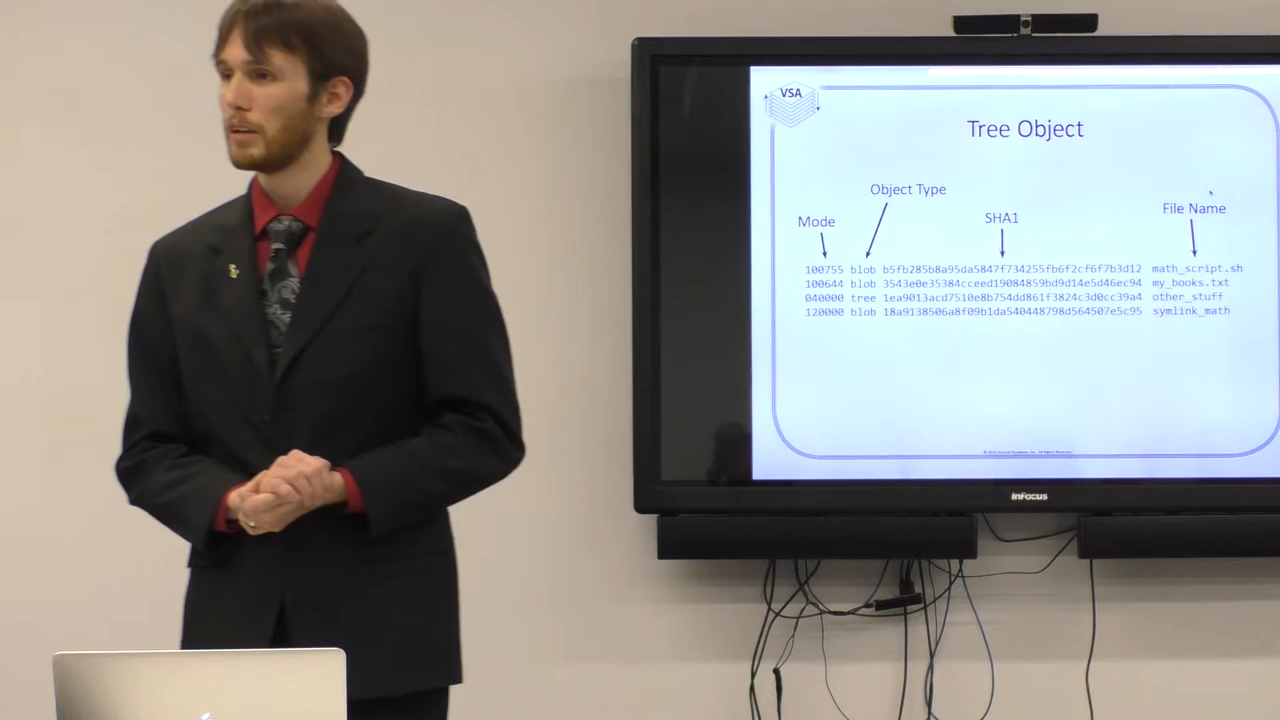 VSA
Tree Object
Object Type
Mode
SHA1
File Name
100755 blob b5fb285b8a95da5847f734255fb6f2cf6f7b3d12 math_script.sh
100644 blob 3543e0e35384cceed19084859bd9d14e5d46ec94 my_books.txt
040000 tree 1ea9013acd7510e8b754dd861f3824c3d0cc39a4 other_stuff
120000 blob 18a9138506a8f09b1da540448798d564507e5c95 symlink_math
InFocus